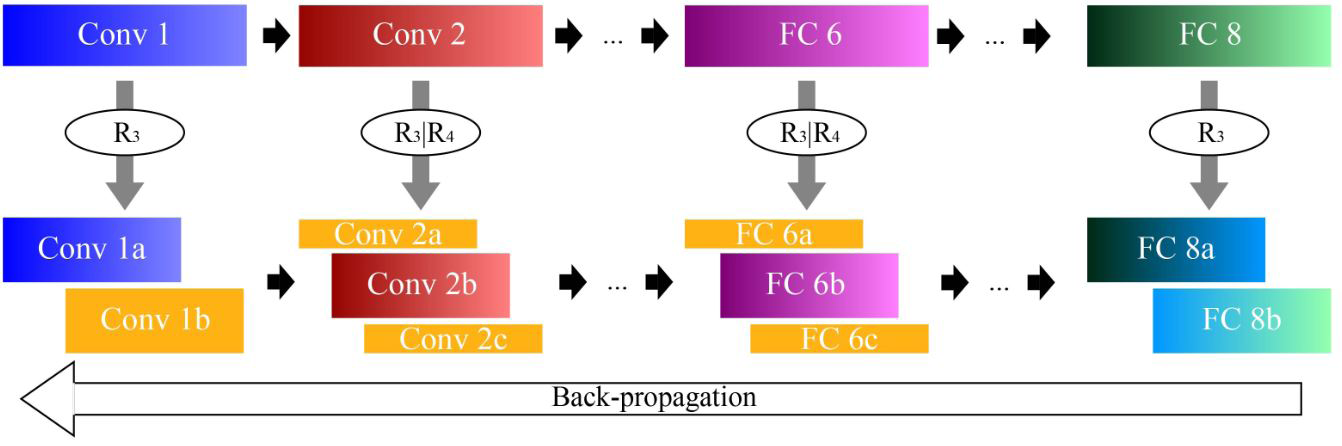 Conv 1
Conv 2
...
FC 6
...
FC 8
R3
R3|R4
R3|R4
R3
Conv 1a
Conv 1b
Conv 2a
Conv 2b
Conv 2c
...
FC 6a
FC 6b
FC 6c
...
FC 8a
FC 8b
Back-propagation